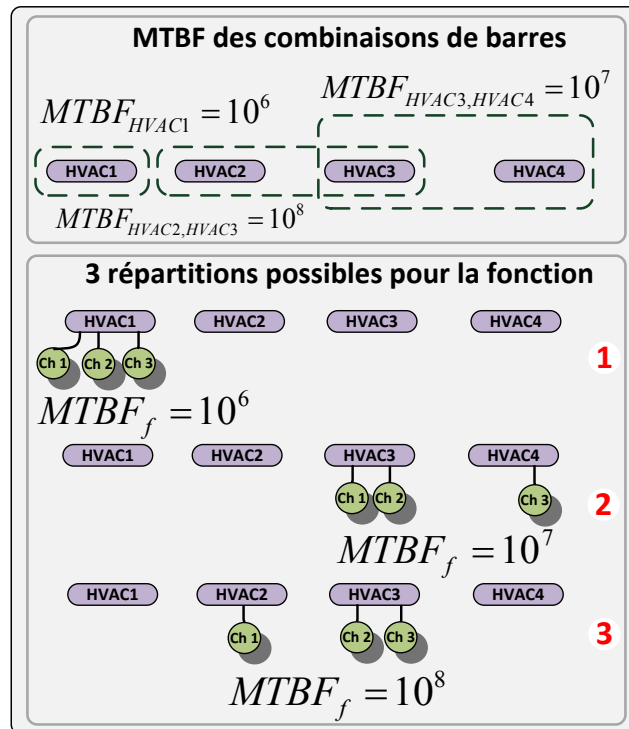 MTBF des combinaisons de barres
MTBF_{HVAC1} = 10^6
MTBF_{HVAC3,HVAC4} = 10^7
HVAC1 HVAC2 HVAC3 HVAC4
MTBF_{HVAC2,HVAC3} = 10^8
3 répartitions possibles pour la fonction
HVAC1 HVAC2 HVAC3 HVAC4
Ch 1 Ch 2 Ch 3
1
MTBF_f = 10^6
HVAC1 HVAC2 HVAC3 HVAC4
Ch 1 Ch 2 Ch 3
2
MTBF_f = 10^7
HVAC1 HVAC2 HVAC3 HVAC4
Ch 1 Ch 2 Ch 3
3
MTBF_f = 10^8